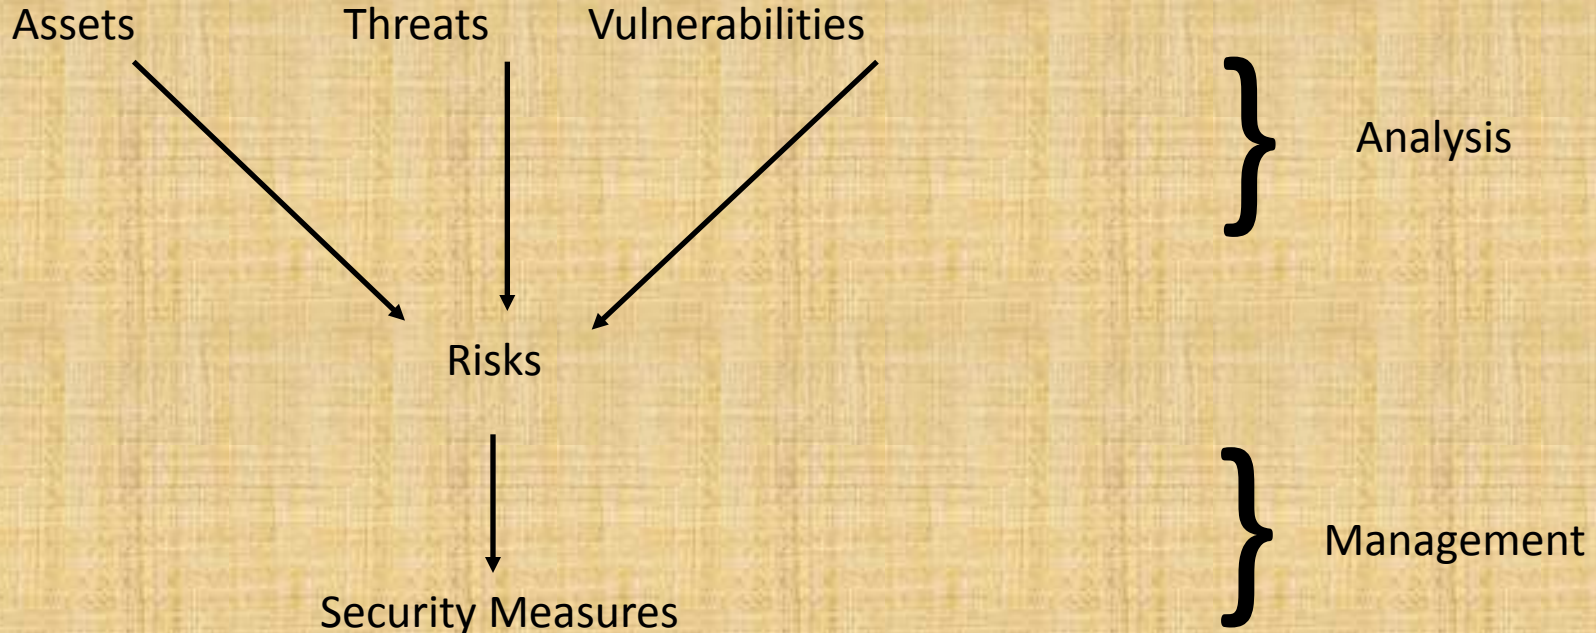 Assets Threats Vulnerabilities
Analysis
Risks
Management
Security Measures